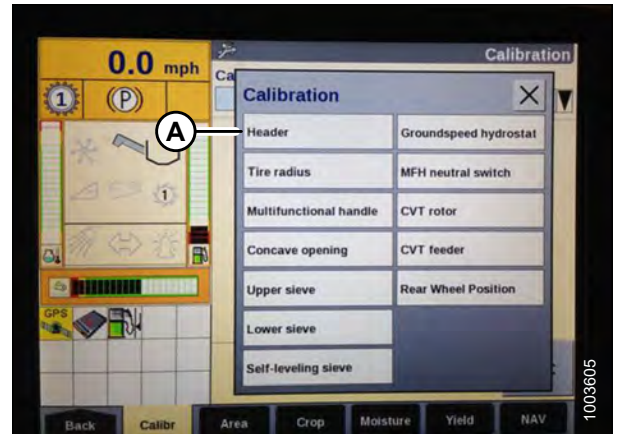 0.0 mph
Calibration
Ca
1
(P)
Calibration
A
Header
Groundspeed hydrostat
Tire radius
MFH neutral switch
1
Multifunctional handle
CVT rotor
Concave opening
CVT feeder
Upper sieve
Rear Wheel Position
GPS
Lower sieve
Self-leveling sieve
Back
Calibr
Area
Crop
Moisture
Yield
NAV
1003605